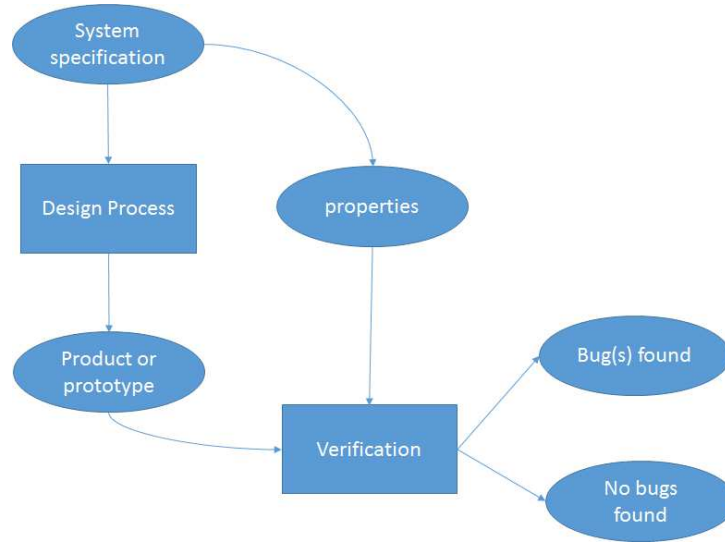 System
specification
Design Process
properties
Product or
prototype
Bug(s) found
Verification
No bugs
found